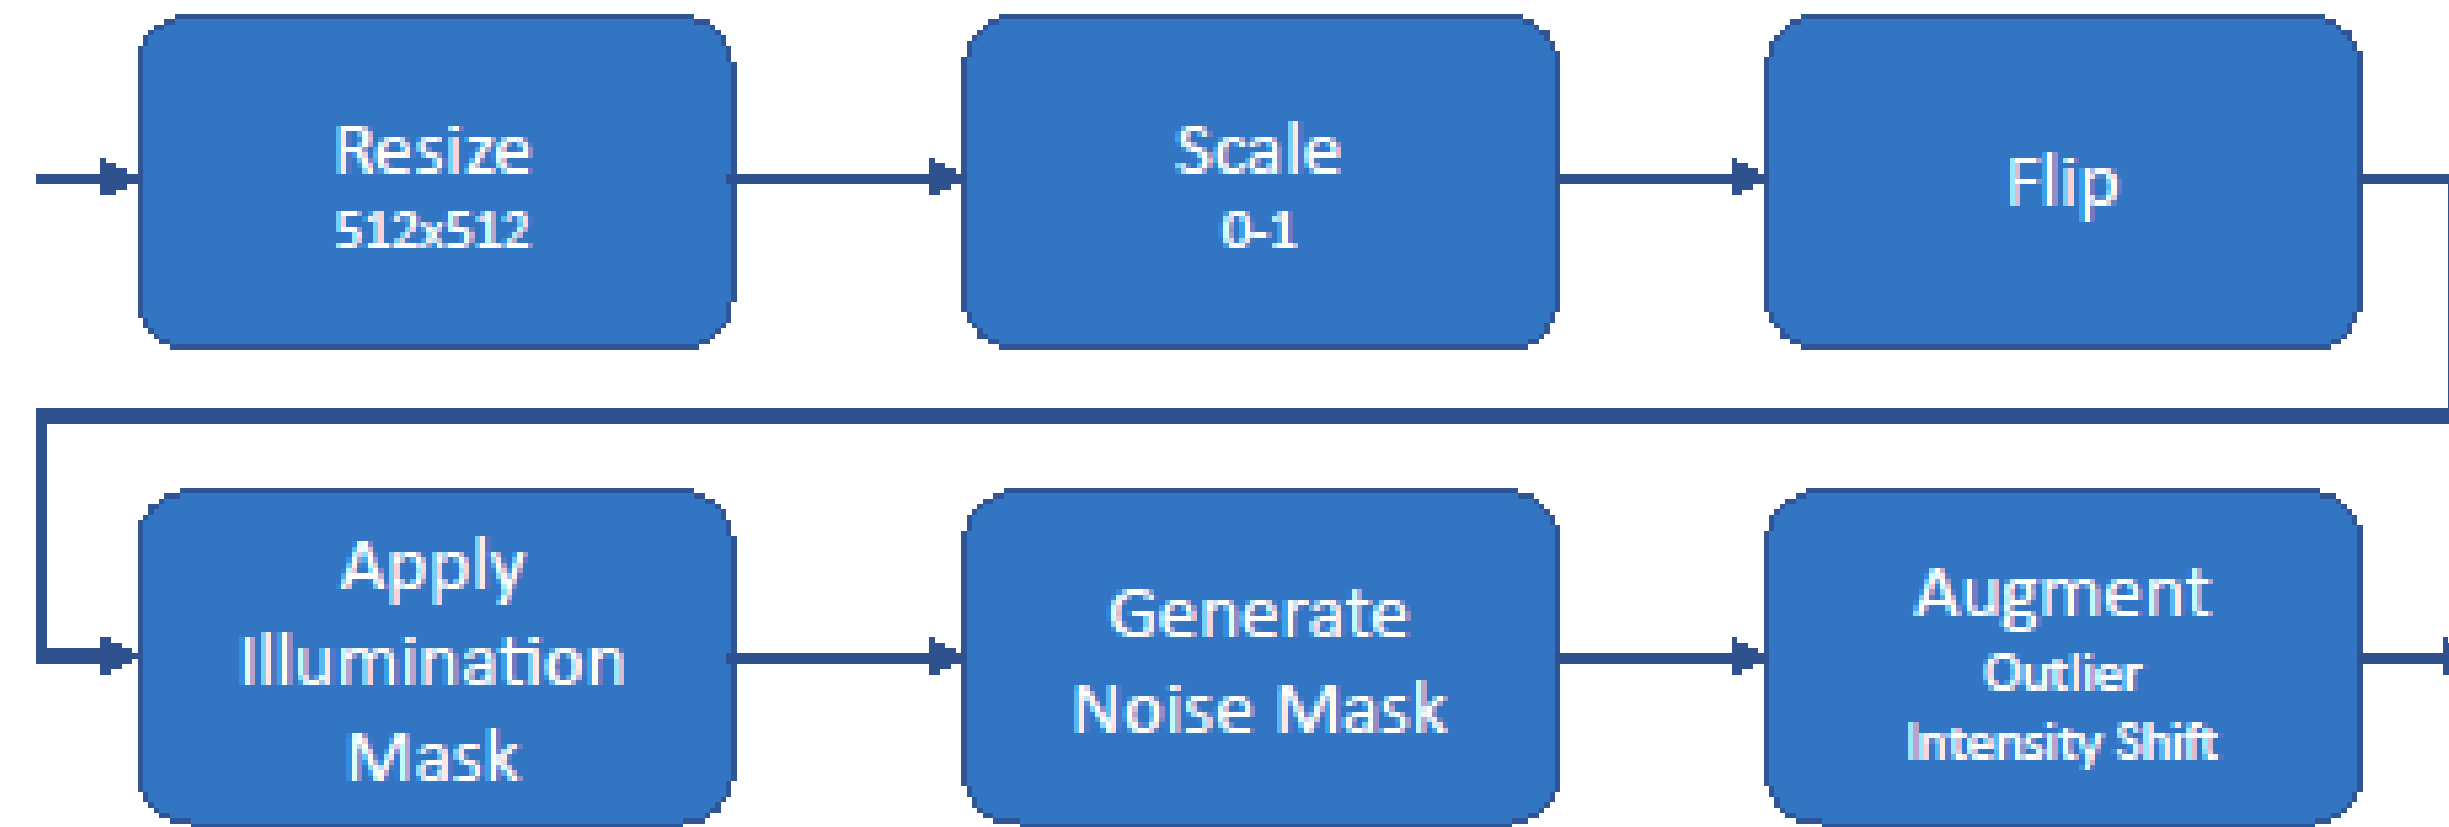 Resize
512x512
Scale
0-1
Flip
Apply
Illumination
Mask
Generate
Noise Mask
Augment
Outlier
Intensity Shift